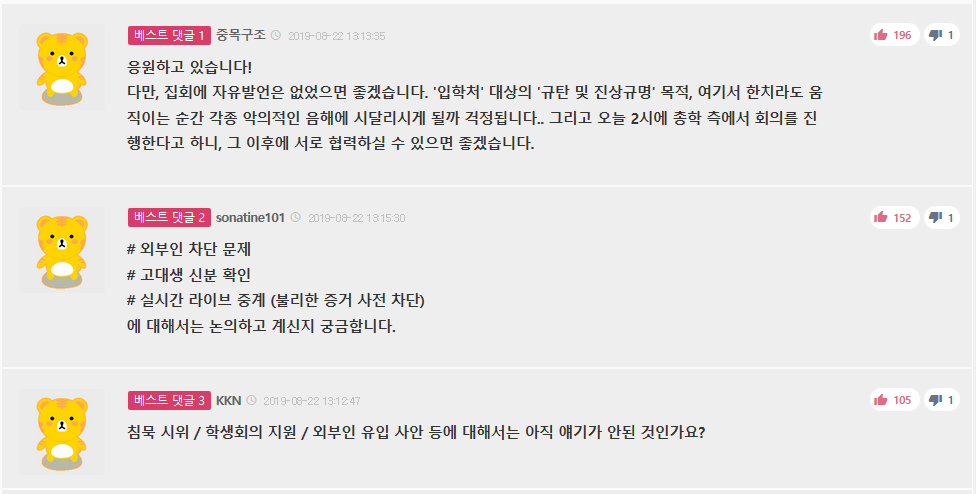 베스트 댓글 1 중목구조 2019-08-22 13:13:35 196 1
응원하고 있습니다!
다만, 집회에 자유발언은 없었으면 좋겠습니다. '입학처' 대상의 '규탄 및 진상규명' 목적, 여기서 한치라도 움
직이는 순간 각종 악의적인 음해에 시달리시게 될까 걱정됩니다.. 그리고 오늘 2시에 총학 측에서 회의를 진
행한다고 하니, 그 이후에 서로 협력하실 수 있으면 좋겠습니다.
베스트 댓글 2 sonatine101 2019-08-22 13:15:30 152 1
# 외부인 차단 문제
# 고대생 신분 확인
# 실시간 라이브 중계 (불리한 증거 사전 차단)
에 대해서는 논의하고 계신지 궁금합니다.
베스트 댓글 3 KKN 2019-08-22 13:12:47 105 1
침묵 시위 / 학생회의 지원 / 외부인 유입 사안 등에 대해서는 아직 얘기가 안된 것인가요?